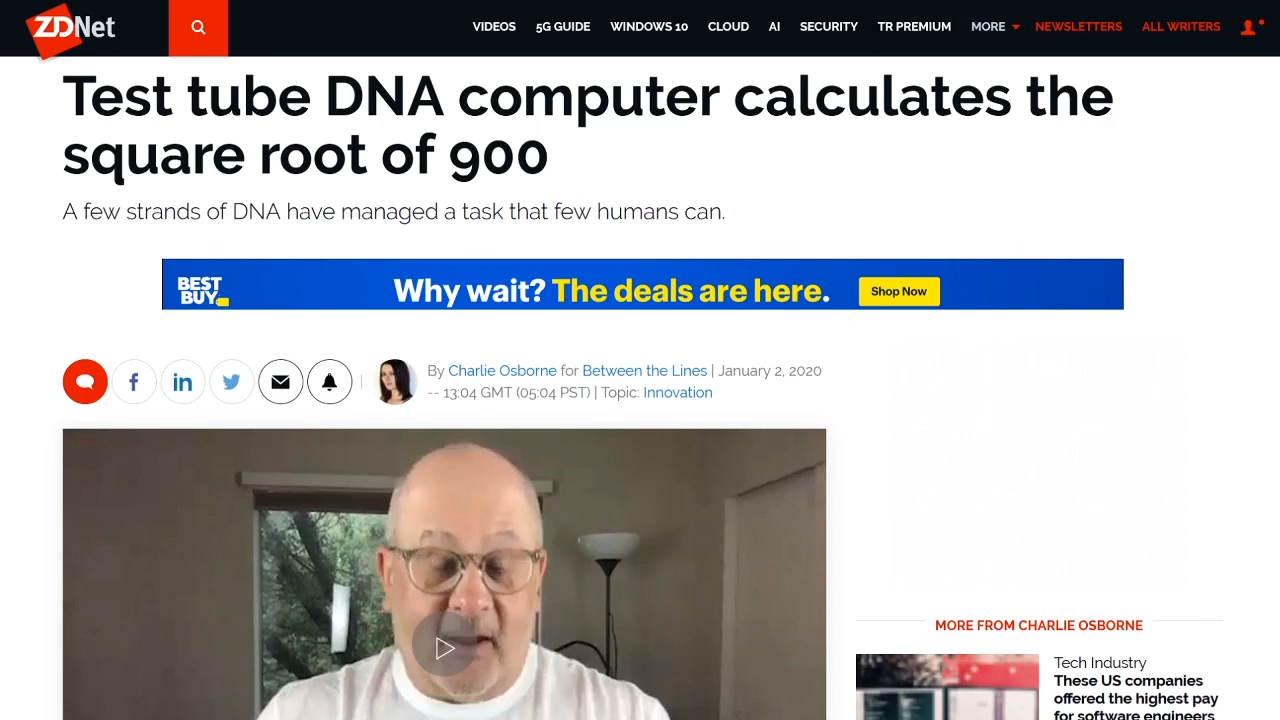 ZDNet
VIDEOS 5G GUIDE WINDOWS 10 CLOUD AI SECURITY TR PREMIUM MORE NEWSLETTERS ALL WRITERS
Test tube DNA computer calculates the
square root of 900
A few strands of DNA have managed a task that few humans can.
BEST
BUY
Why wait? The deals are here.
Shop Now
f in
By Charlie Osborne for Between the Lines | January 2, 2020
-- 13:04 GMT (05:04 PST) | Topic: Innovation
MORE FROM CHARLIE OSBORNE
Tech Industry
These US companies
offered the highest pay
for software engineers